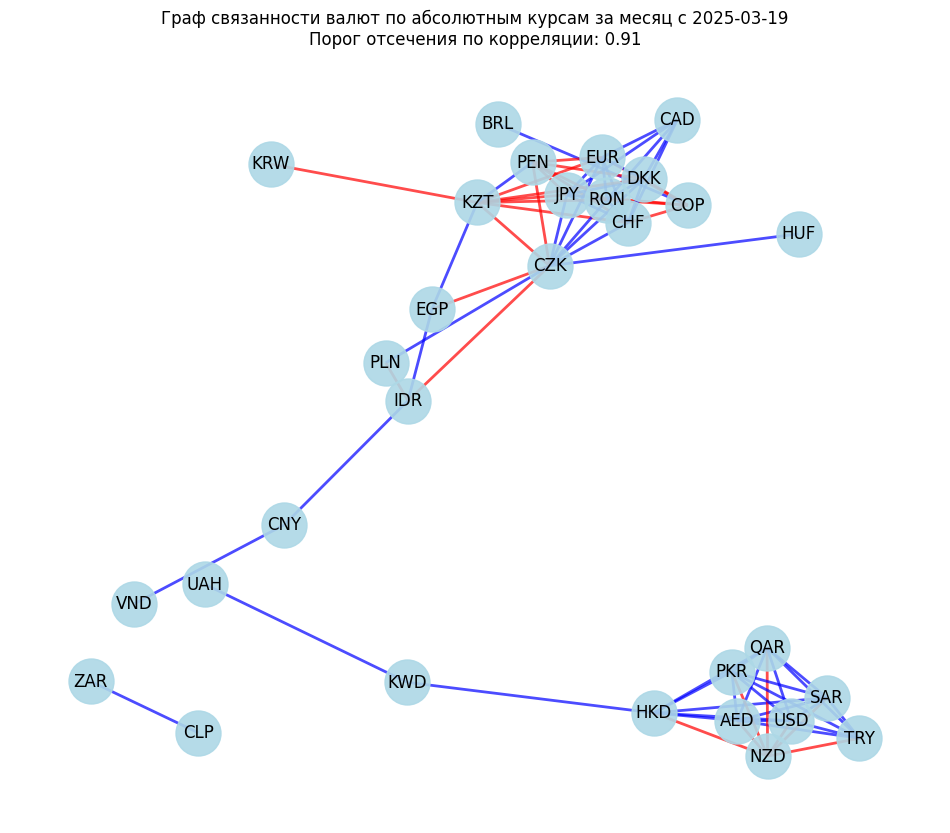 Граф связанности валют по абсолютным курсам за месяц с 2025-03-19
Порог отсечения по корреляции: 0.91
CAD
BRL
EUR
PEN
KRW
DKK
JPY
RON
KZT
COP
CHF
HUF
CZK
EGP
PLN
IDR
CNY
UAH
VND
QAR
PKR
ZAR
KWD
SAR
HKD
AED
USD
CLP
TRY
NZD